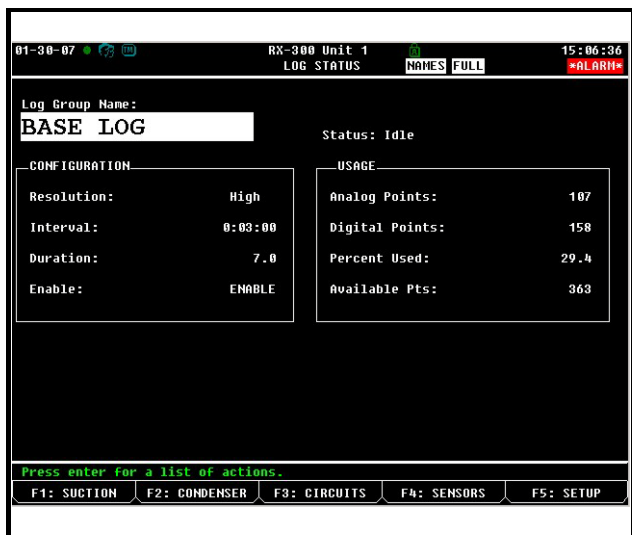 01-30-07 RX-300 Unit 1 15:06:36
LOG STATUS NAMES FULL *ALARM*
Log Group Name:
BASE LOG
Status: Idle
CONFIGURATION
Resolution: High
Interval: 0:03:00
Duration: 7.0
Enable: ENABLE
USAGE
Analog Points: 107
Digital Points: 158
Percent Used: 29.4
Available Pts: 363
Press enter for a list of actions.
F1: SUCTION F2: CONDENSER F3: CIRCUITS F4: SENSORS F5: SETUP